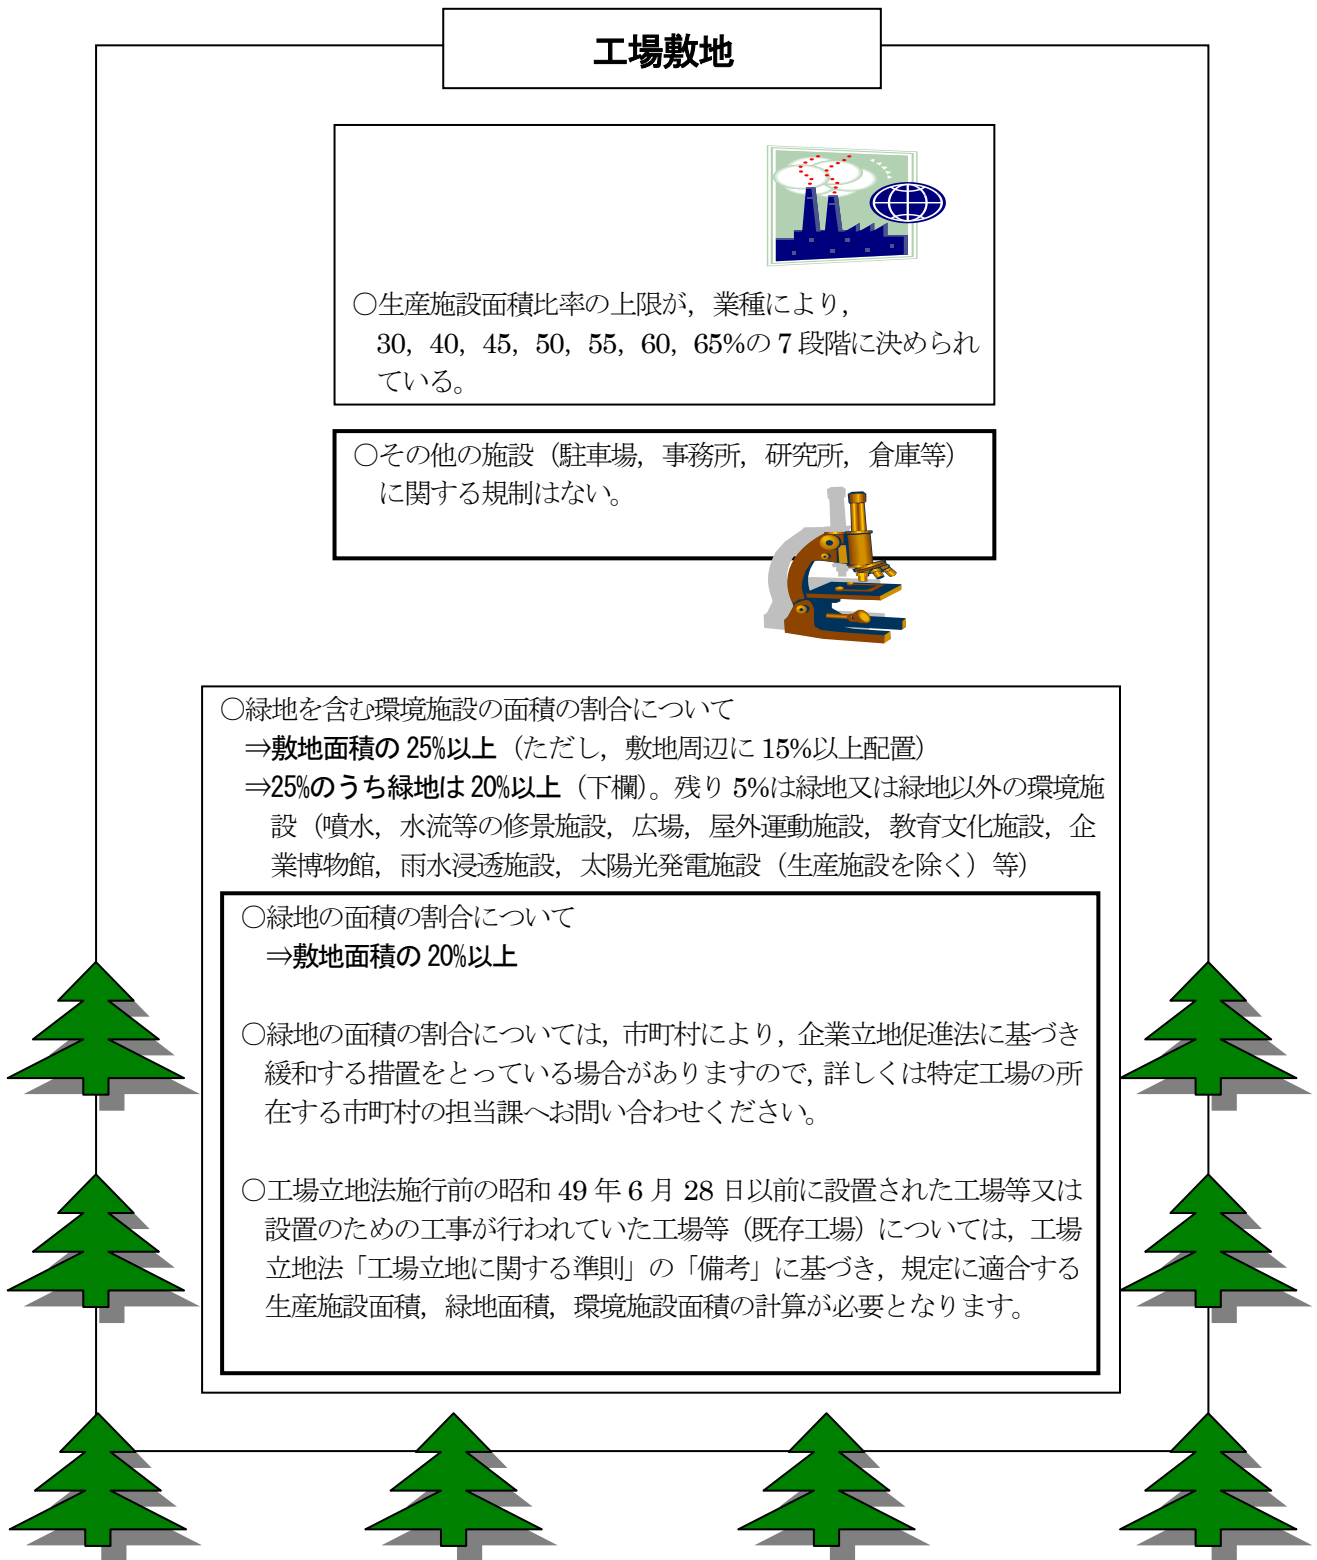 工場敷地
○生産施設面積比率の上限が，業種により，
30，40，45，50，55，60，65%の 7 段階に決められ
ている。
○その他の施設（駐車場，事務所，研究所，倉庫等）
に関する規制はない。
○緑地を含む環境施設の面積の割合について
⇒敷地面積の 25%以上（ただし，敷地周辺に 15%以上配置）
⇒25%のうち緑地は 20%以上（下欄）。残り 5%は緑地又は緑地以外の環境施
設（噴水，水流等の修景施設，広場，屋外運動施設，教育文化施設，企
業博物館，雨水浸透施設，太陽光発電施設（生産施設を除く）等）
○緑地の面積の割合について
⇒敷地面積の 20%以上
○緑地の面積の割合については，市町村により，企業立地促進法に基づき
緩和する措置をとっている場合がありますので，詳しくは特定工場の所
在する市町村の担当課へお問い合わせください。
○工場立地法施行前の昭和 49 年 6 月 28 日以前に設置された工場等又は
設置のための工事が行われていた工場等（既存工場）については，工場
立地法「工場立地に関する準則」の「備考」に基づき，規定に適合する
生産施設面積，緑地面積，環境施設面積の計算が必要となります。